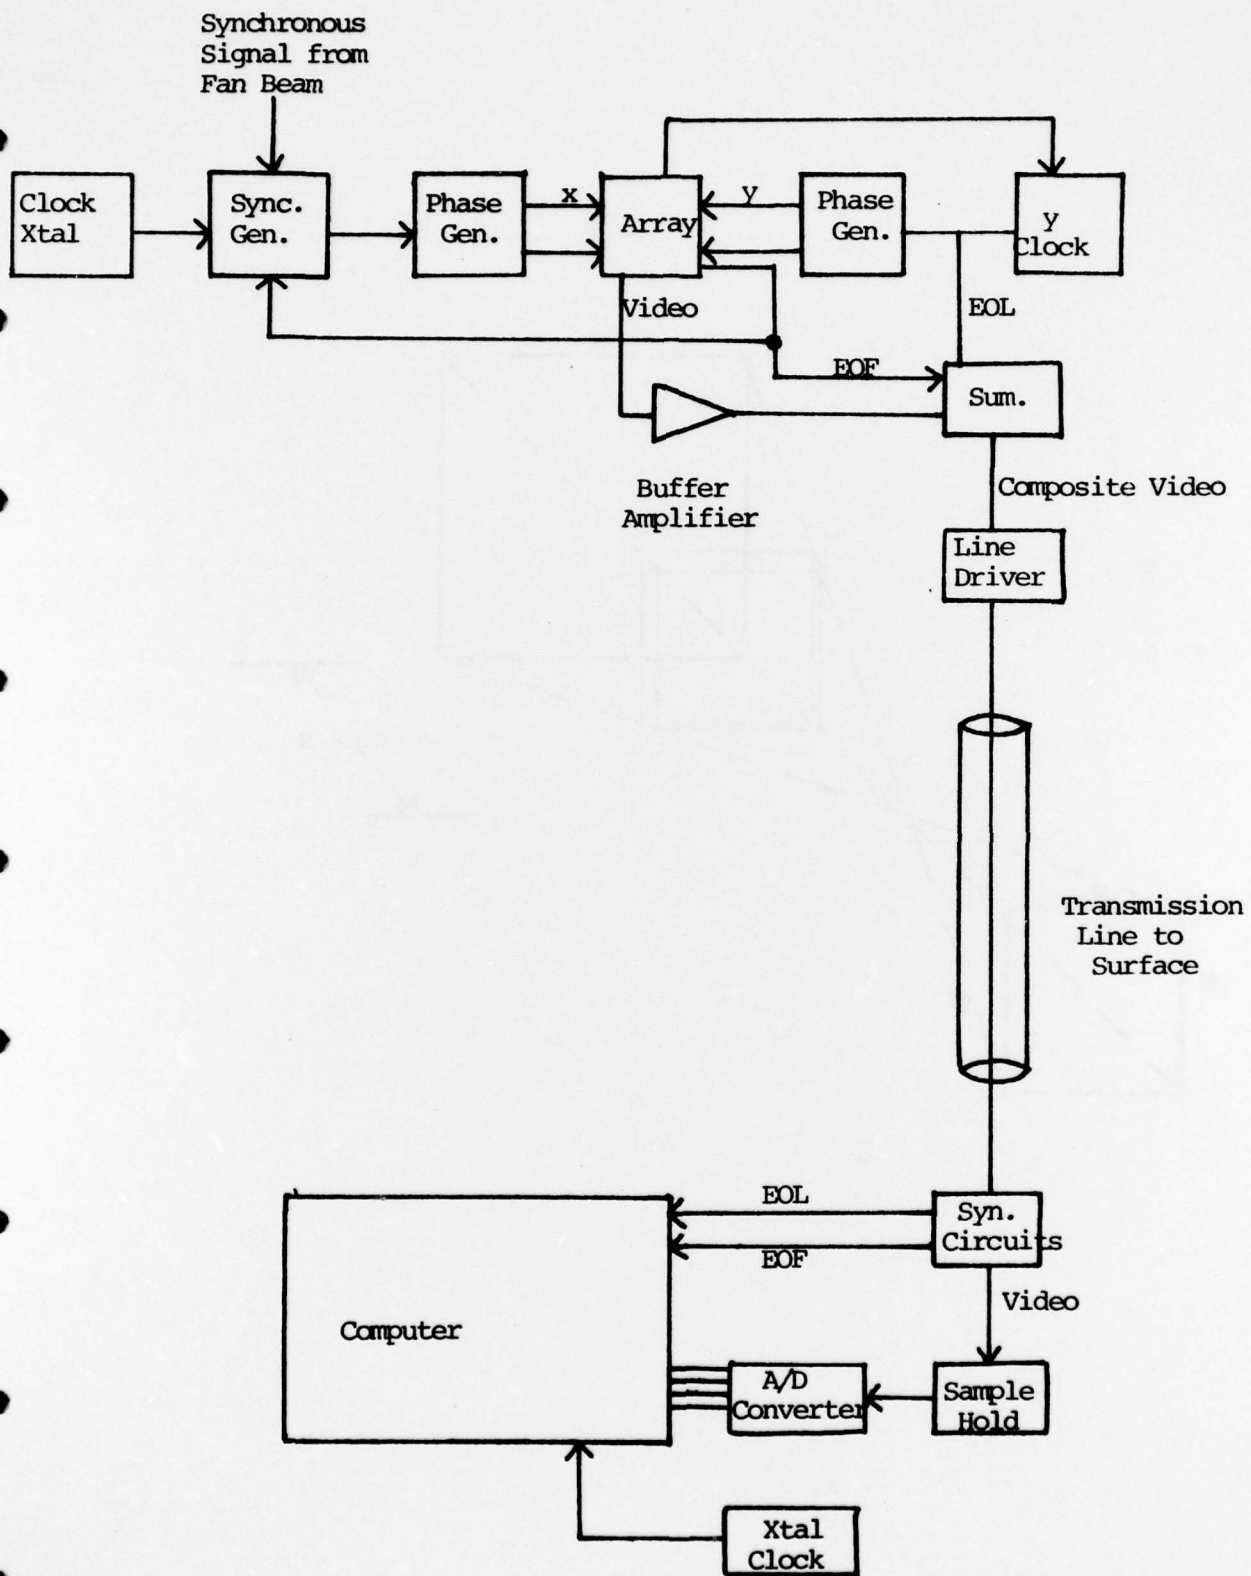 Synchronous
Signal from
Fan Beam
Clock
Xtal
Sync.
Gen.
Phase
Gen.
x
Array
y
Phase
Gen.
y
Clock
Video
EOL
EOF
Sum.
Buffer
Amplifier
Composite Video
Line
Driver
Transmission
Line to
Surface
EOL
EOF
Syn.
Circuits
Video
Computer
A/D
Converter
Sample
Hold
Xtal
Clock